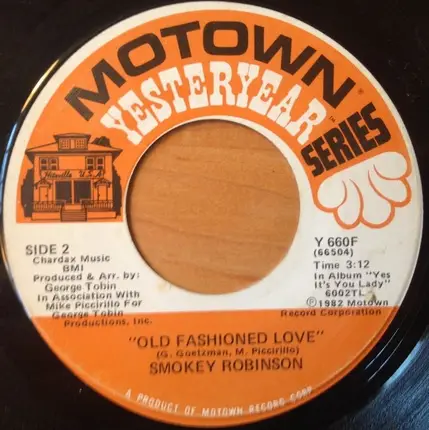 MOTOWN
YESTERYEAR™
SERIES
Hitsville U.S.A.
SIDE 2
Chardax Music
BMI
Produced & Arr. by:
George Tobin
In Association With
Mike Piccirillo For
George Tobin
Productions, Inc.
Y 660F
(66504)
Time 3:12
In Album "Yes
It's You Lady"
6002TL
℗1982 Motown
Record Corporation
"OLD FASHIONED LOVE"
(G. Goetzman, M. Piccirillo)
SMOKEY ROBINSON
A PRODUCT OF MOTOWN RECORD CORP.